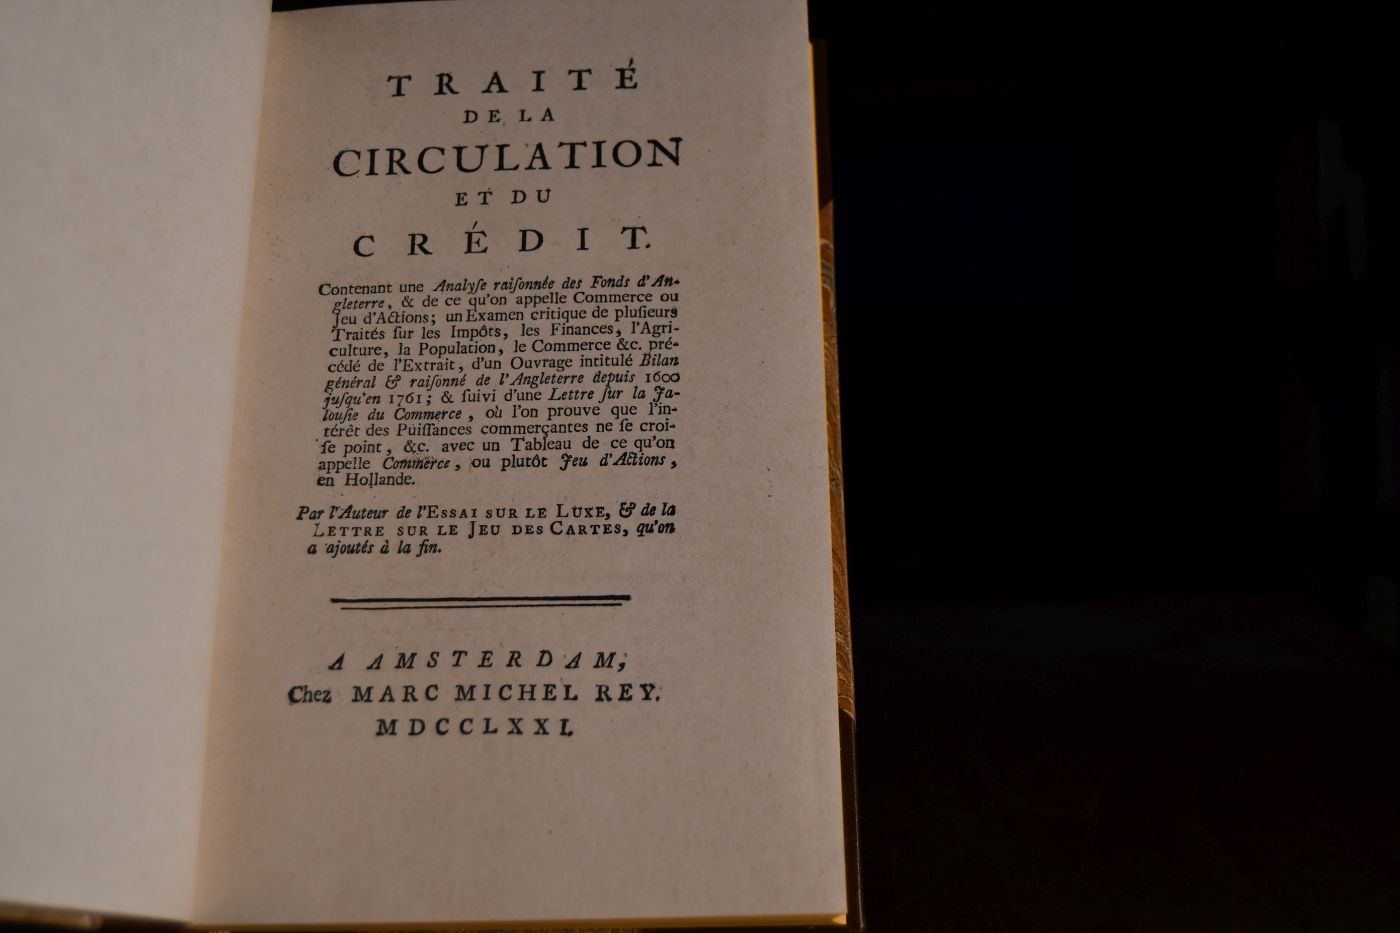 TRAITÉ
DE LA
CIRCULATION
ET DU
CRÉDIT.
Contenant une Analyſe raiſonnée des Fonds d'An-
gleterre, & de ce qu'on appelle Commerce ou
Jeu d'Actions; un Examen critique de pluſieurs
Traités ſur les Impôts, les Finances, l'Agri-
culture, la Population, le Commerce &c. pré-
cédé de l'Extrait, d'un Ouvrage intitulé Bilan
général & raiſonné de l'Angleterre depuis 1600
juſqu'en 1761; & ſuivi d'une Lettre ſur la Ja-
louſie du Commerce, où l'on prouve que l'in-
térêt des Puiſſances commerçantes ne ſe croi-
ſe point, &c. avec un Tableau de ce qu'on
appelle Commerce, ou plutôt Jeu d'Actions,
en Hollande.
Par l'Auteur de l'ESSAI SUR LE LUXE, & de la
LETTRE SUR LE JEU DES CARTES, qu'on
a ajoutés à la fin.
A AMSTERDAM,
Chez MARC MICHEL REY.
MDCCLXXI.